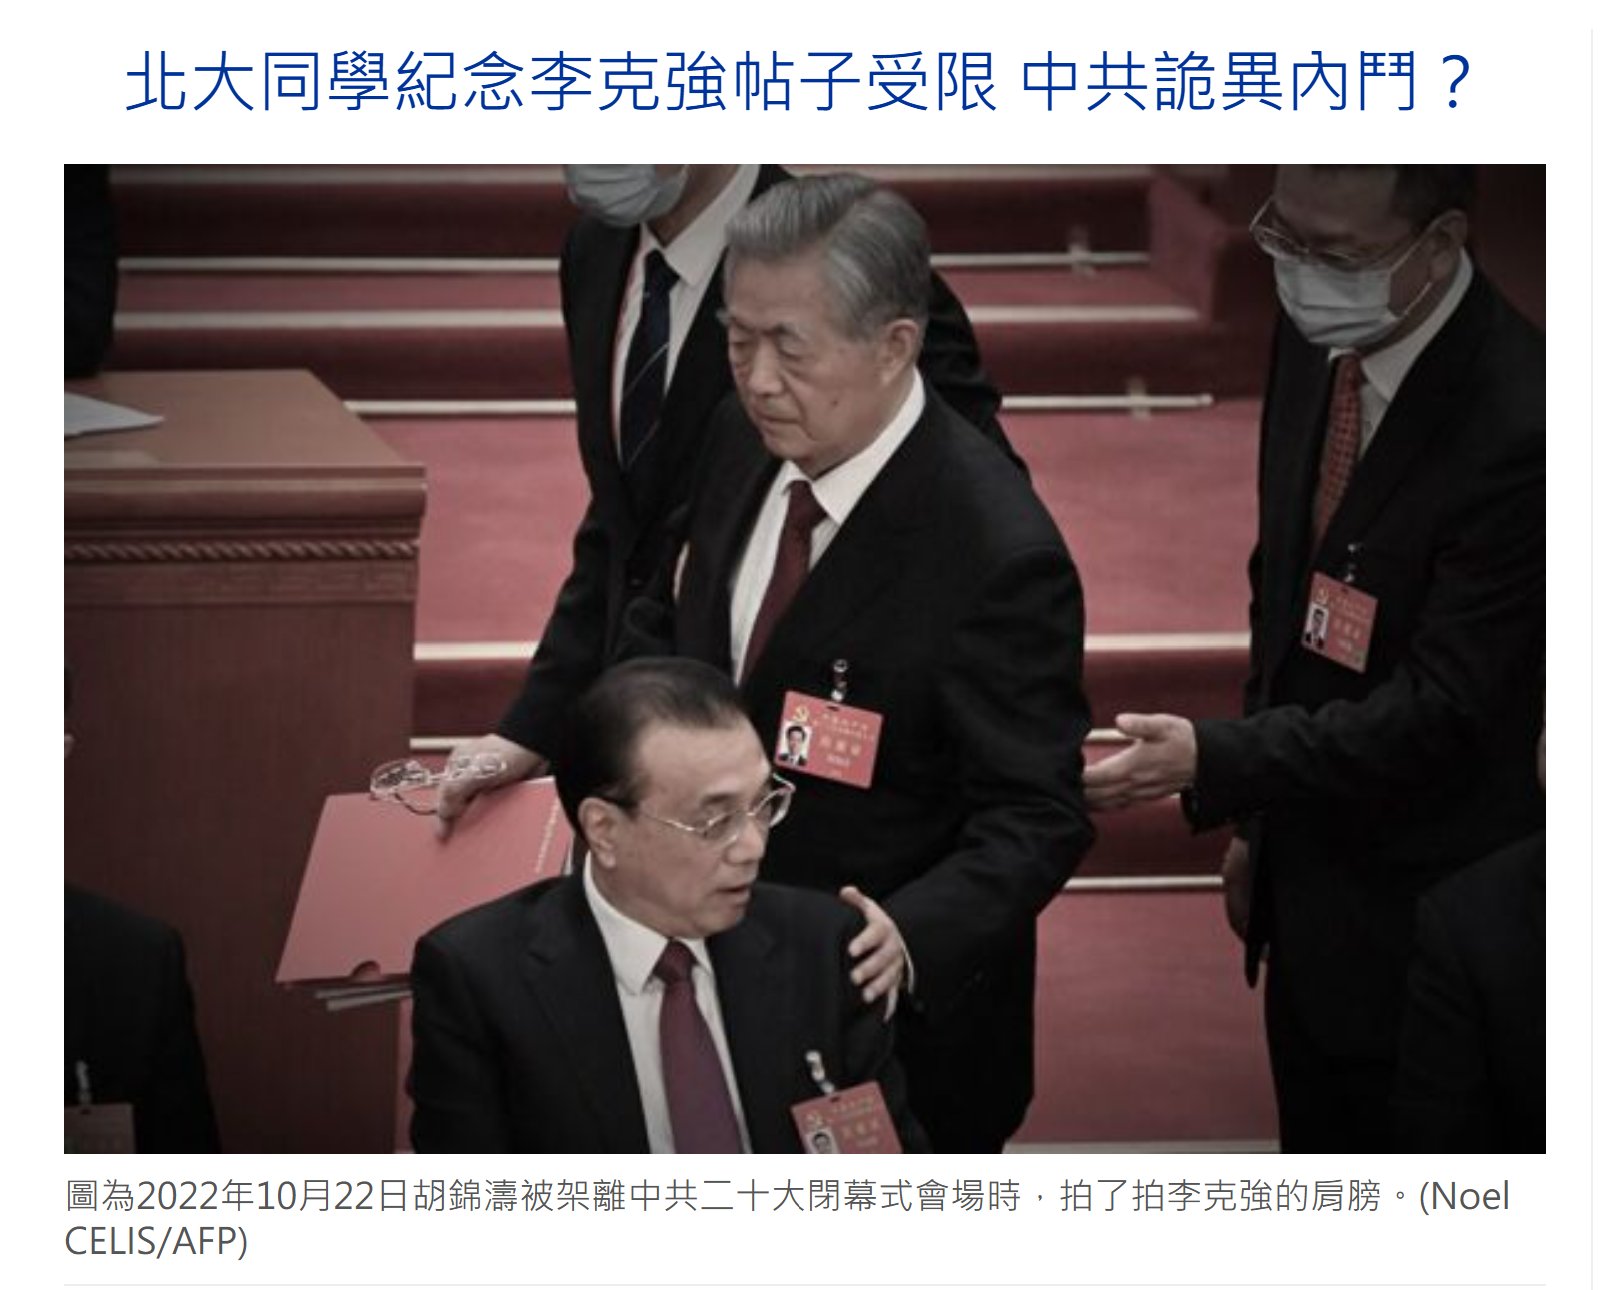 北大同學紀念李克強帖子受限 中共詭異內鬥？
圖為2022年10月22日胡錦濤被架離中共二十大閉幕式會場時，拍了拍李克強的肩膀。(Noel
CELIS/AFP)